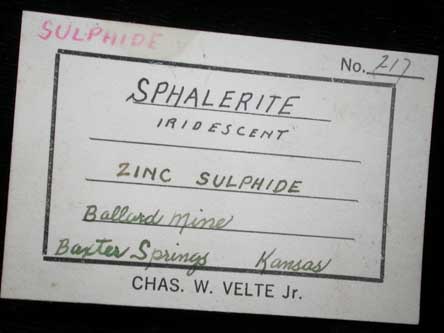 SULPHIDE
No. 217
SPHALERITE
IRIDESCENT
ZINC SULPHIDE
Ballard Mine
Baxter Springs Kansas
CHAS. W. VELTE Jr.